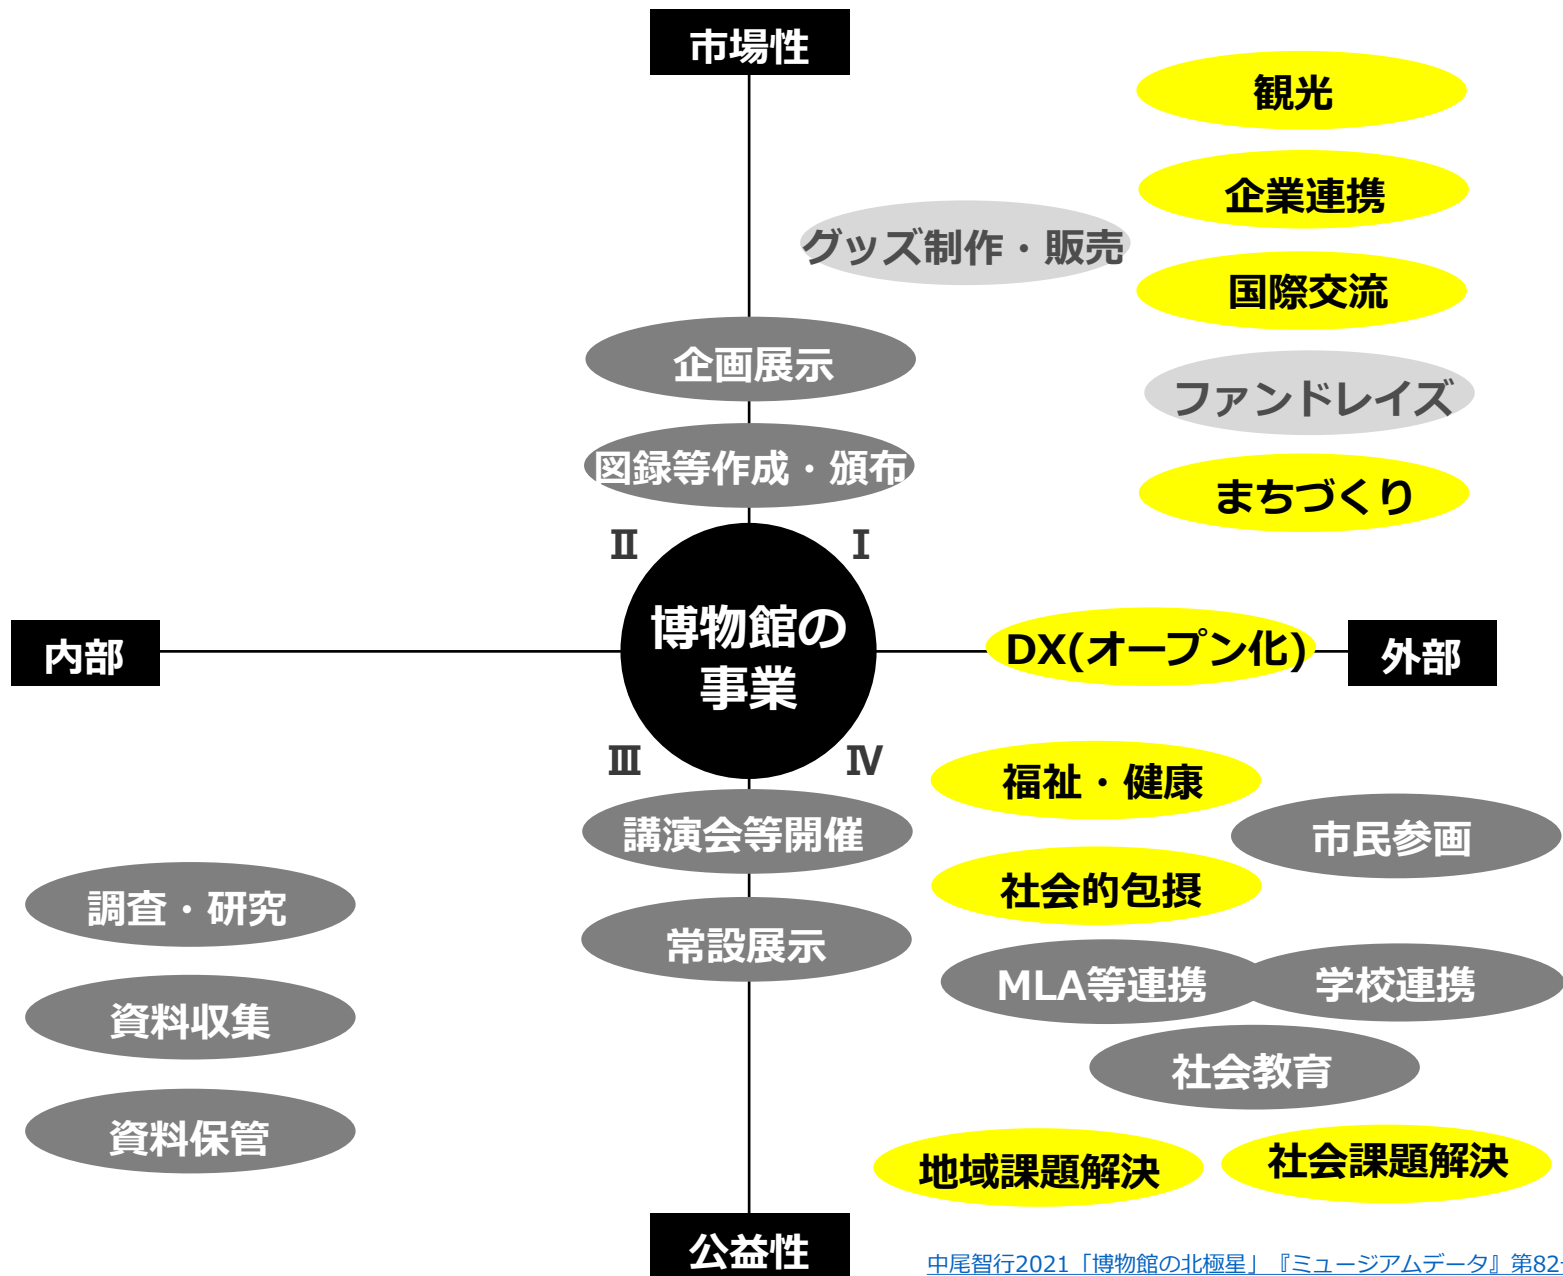 市場性
観光
企業連携
グッズ制作・販売
国際交流
企画展示
ファンドレイズ
図録等作成・頒布
まちづくり
Ⅱ
Ⅰ
博物館の
事業
内部
DX(オープン化)
外部
Ⅲ
Ⅳ
福祉・健康
講演会等開催
市民参画
調査・研究
社会的包摂
常設展示
MLA等連携
学校連携
資料収集
社会教育
資料保管
地域課題解決
社会課題解決
公益性
中尾智行2021「博物館の北極星」『ミュージアムデータ』第82